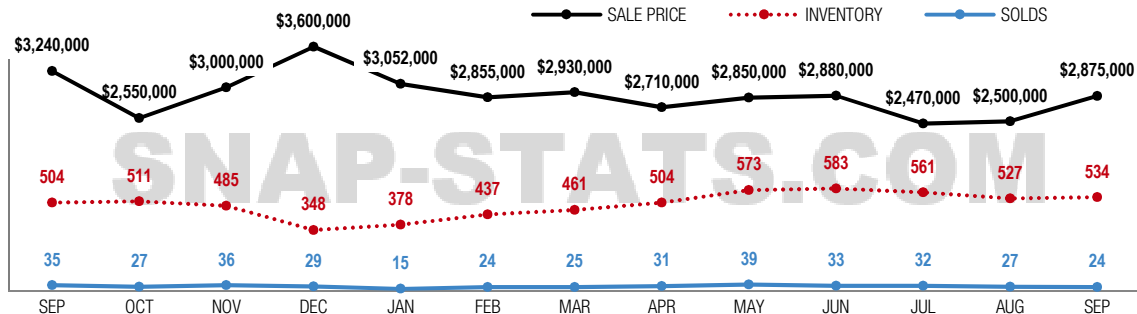 SALE PRICE INVENTORY SOLDS
$3,240,000 $2,550,000 $3,000,000 $3,600,000 $3,052,000 $2,855,000 $2,930,000 $2,710,000 $2,850,000 $2,880,000 $2,470,000 $2,500,000 $2,875,000
SNAP-STATS.COM
504 511 485 348 378 437 461 504 573 583 561 527 534
35 27 36 29 15 24 25 31 39 33 32 27 24
SEP OCT NOV DEC JAN FEB MAR APR MAY JUN JUL AUG SEP